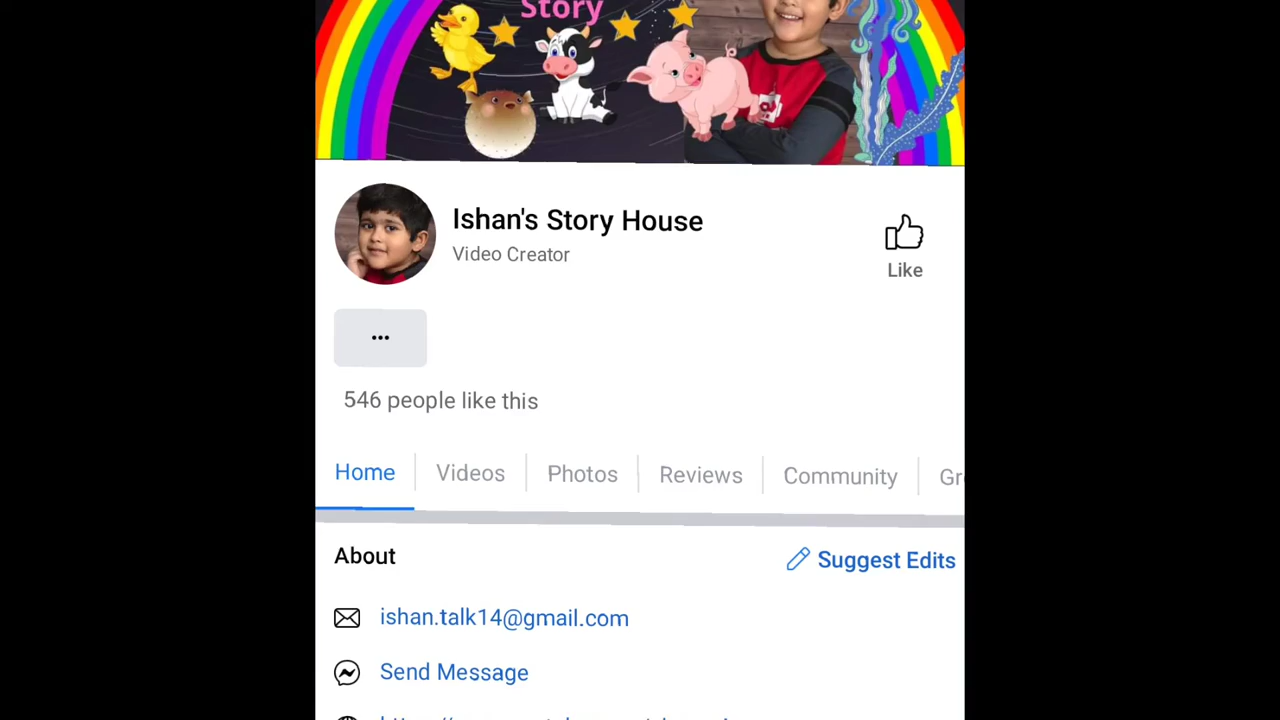 Story
Ishan's Story House
Video Creator
Like
...
546 people like this
Home Videos Photos Reviews Community Gr
About
Suggest Edits
ishan.talk14@gmail.com
Send Message